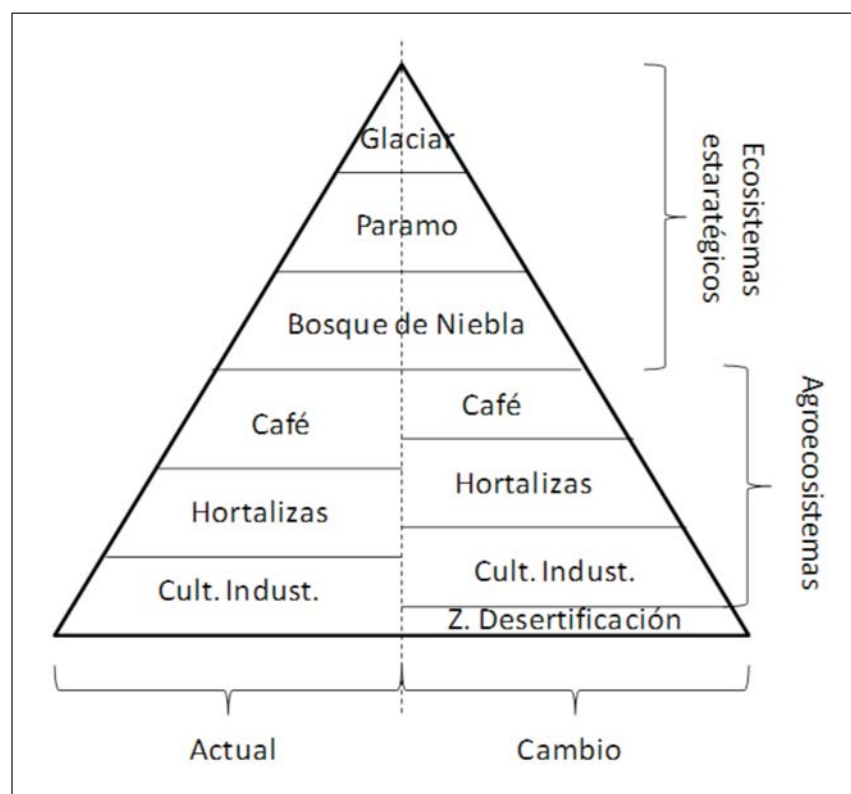 Glaciar
Paramo
Bosque de Niebla
Café
Hortalizas
Cult. Indust.
Café
Hortalizas
Cult. Indust.
Z. Desertificación
Ecosistemas
estaratégicos
Agroecosistemas
Actual
Cambio